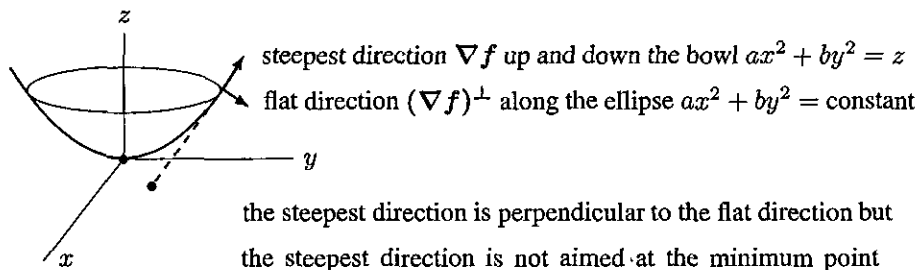 z
steepest direction ∇f up and down the bowl ax² + by² = z
flat direction (∇f)⊥ along the ellipse ax² + by² = constant
y
the steepest direction is perpendicular to the flat direction but
x
the steepest direction is not aimed at the minimum point